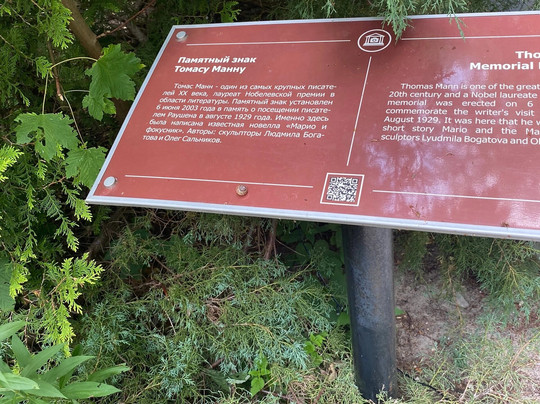 Памятный знак
Томасу Манну
Томас Манн - один из самых крупных писате-
лей XX века, лауреат Нобелевской премии в
области литературы. Памятный знак установлен
6 июня 2003 года в память о посещении писате-
лем Раушена в августе 1929 года. Именно здесь
была написана известная новелла «Марио и
фокусник». Авторы: скульпторы Людмила Бога-
това и Олег Сальников.
Tho
Memorial
Thomas Mann is one of the great
20th century and a Nobel laureate
memorial was erected on 6
commemorate the writer's visit
August 1929. It was here that he w
short story Mario and the Ma
sculptors Lyudmila Bogatova and Ol